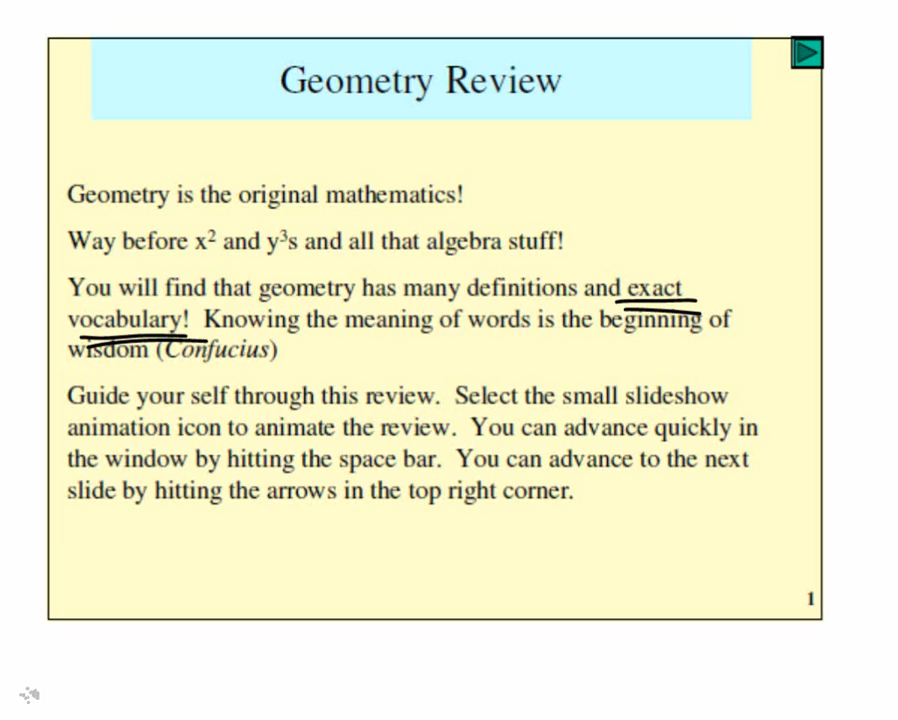 Geometry Review
Geometry is the original mathematics!
Way before x² and y³s and all that algebra stuff!
You will find that geometry has many definitions and exact
vocabulary!  Knowing the meaning of words is the beginning of
wisdom (Confucius)
Guide your self through this review.  Select the small slideshow
animation icon to animate the review.  You can advance quickly in
the window by hitting the space bar.  You can advance to the next
slide by hitting the arrows in the top right corner.
1